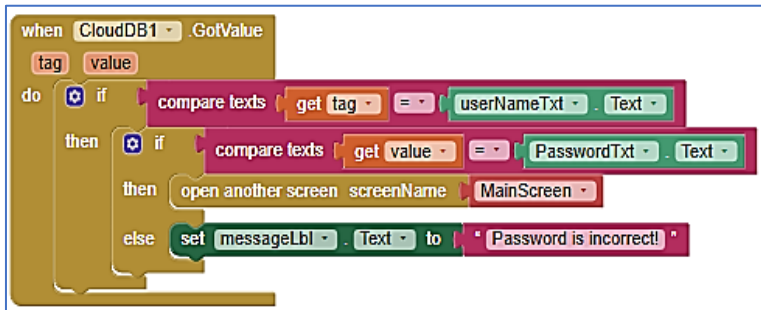 when CloudDB1 .GotValue
tag value
do if compare texts get tag = userNameTxt . Text
then if compare texts get value = PasswordTxt . Text
then open another screen screenName MainScreen
else set messageLbl . Text to " Password is incorrect! "